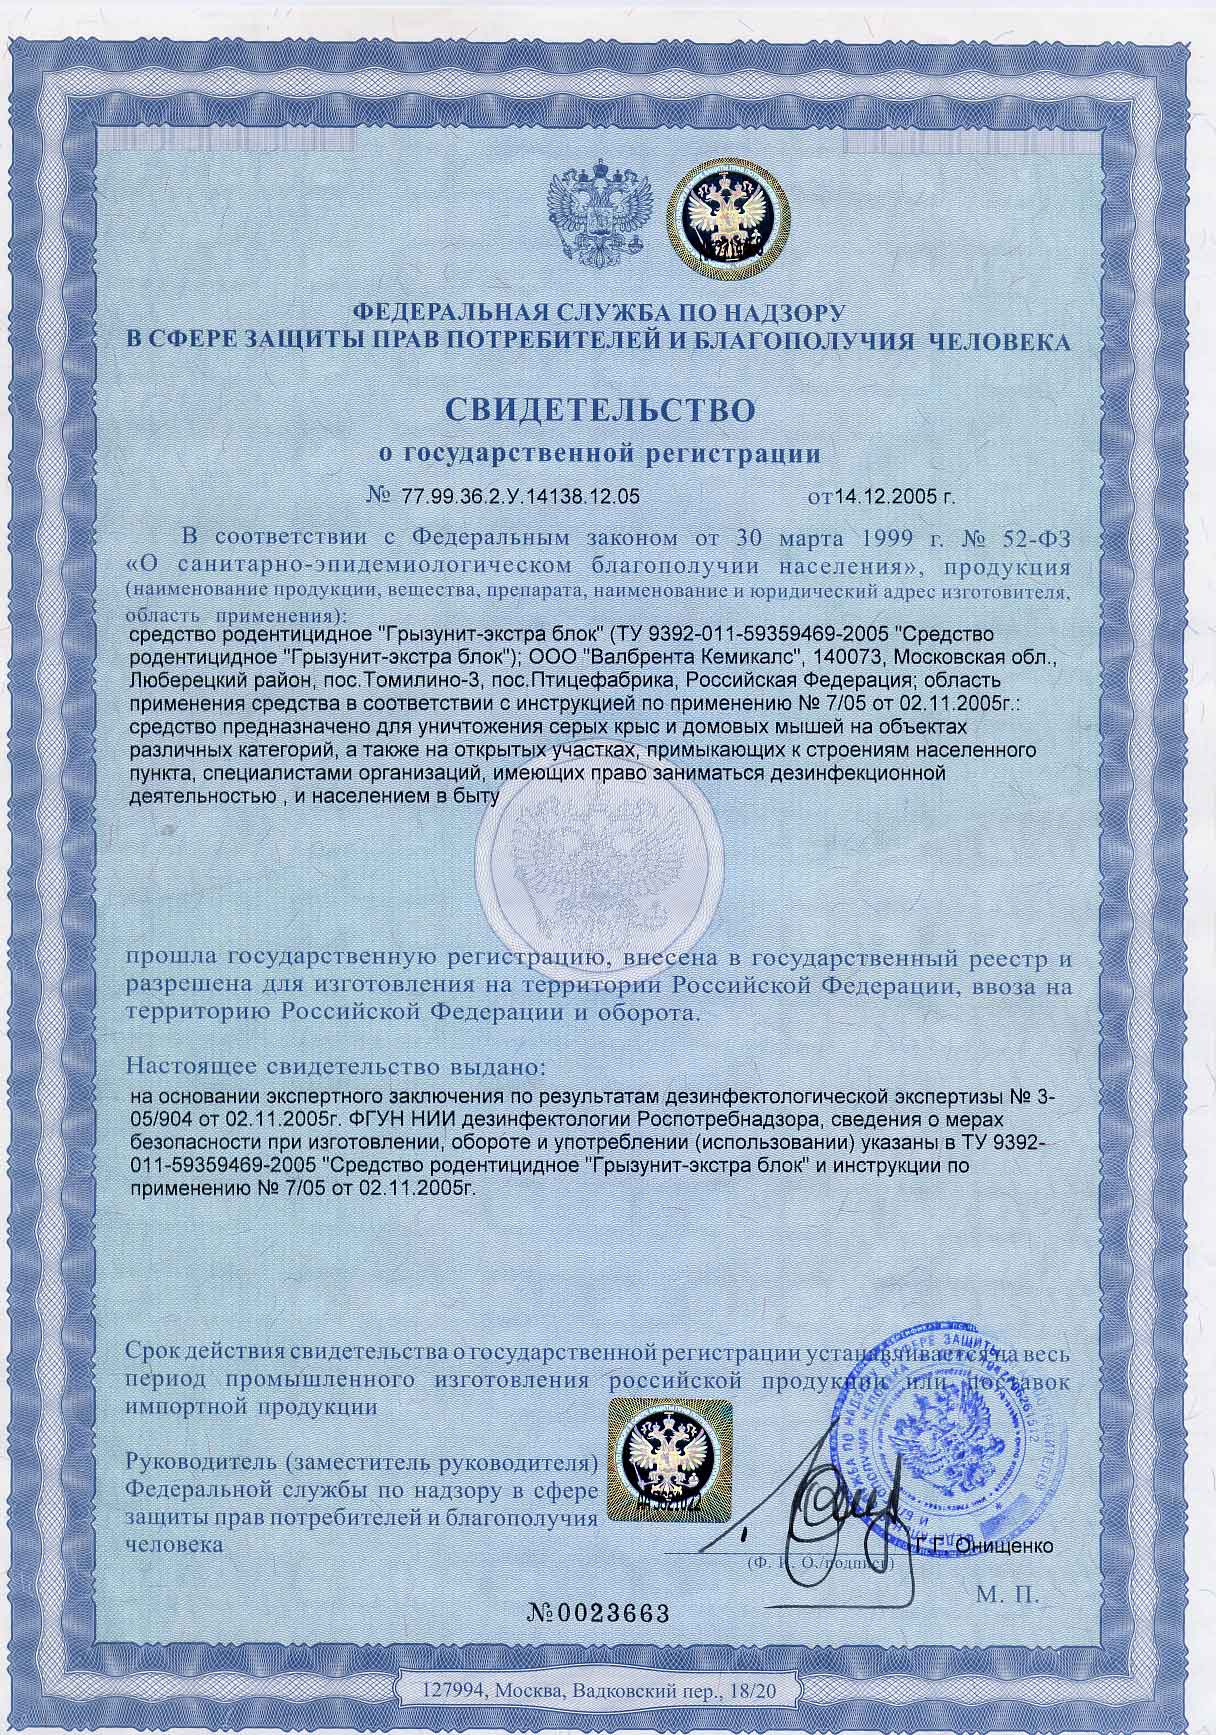 ФЕДЕРАЛЬНАЯ СЛУЖБА ПО НАДЗОРУ
В СФЕРЕ ЗАЩИТЫ ПРАВ ПОТРЕБИТЕЛЕЙ И БЛАГОПОЛУЧИЯ ЧЕЛОВЕКА
СВИДЕТЕЛЬСТВО
о государственной регистрации
№ 77.99.36.2.У.14138.12.05 от14.12.2005 г.
В соответствии с Федеральным законом от 30 марта 1999 г. № 52-ФЗ
«О санитарно-эпидемиологическом благополучии населения», продукция
(наименование продукции, вещества, препарата, наименование и юридический адрес изготовителя,
область применения):
средство родентицидное "Грызунит-экстра блок" (ТУ 9392-011-59359469-2005 "Средство
родентицидное "Грызунит-экстра блок"); ООО "Валбрента Кемикалс", 140073, Московская обл.,
Люберецкий район, пос.Томилино-3, пос.Птицефабрика, Российская Федерация; область
применения средства в соответствии с инструкцией по применению № 7/05 от 02.11.2005г.:
средство предназначено для уничтожения серых крыс и домовых мышей на объектах
различных категорий, а также на открытых участках, примыкающих к строениям населенного
пункта, специалистами организаций, имеющих право заниматься дезинфекционной
деятельностью , и населением в быту
прошла государственную регистрацию, внесена в государственный реестр и
разрешена для изготовления на территории Российской Федерации, ввоза на
территорию Российской Федерации и оборота.
Настоящее свидетельство выдано:
на основании экспертного заключения по результатам дезинфектологической экспертизы № 3-
05/904 от 02.11.2005г. ФГУН НИИ дезинфектологии Роспотребнадзора, сведения о мерах
безопасности при изготовлении, обороте и употреблении (использовании) указаны в ТУ 9392-
011-59359469-2005 "Средство родентицидное "Грызунит-экстра блок" и инструкции по
применению № 7/05 от 02.11.2005г.
Срок действия свидетельства о государственной регистрации устанавливается на весь
период промышленного изготовления российской продукции или поставок
импортной продукции
Руководитель (заместитель руководителя)
Федеральной службы по надзору в сфере
защиты прав потребителей и благополучия
человека
Г.Г. Онищенко
(Ф. И. О./подпись)
М. П.
№0023663
127994, Москва, Вадковский пер., 18/20